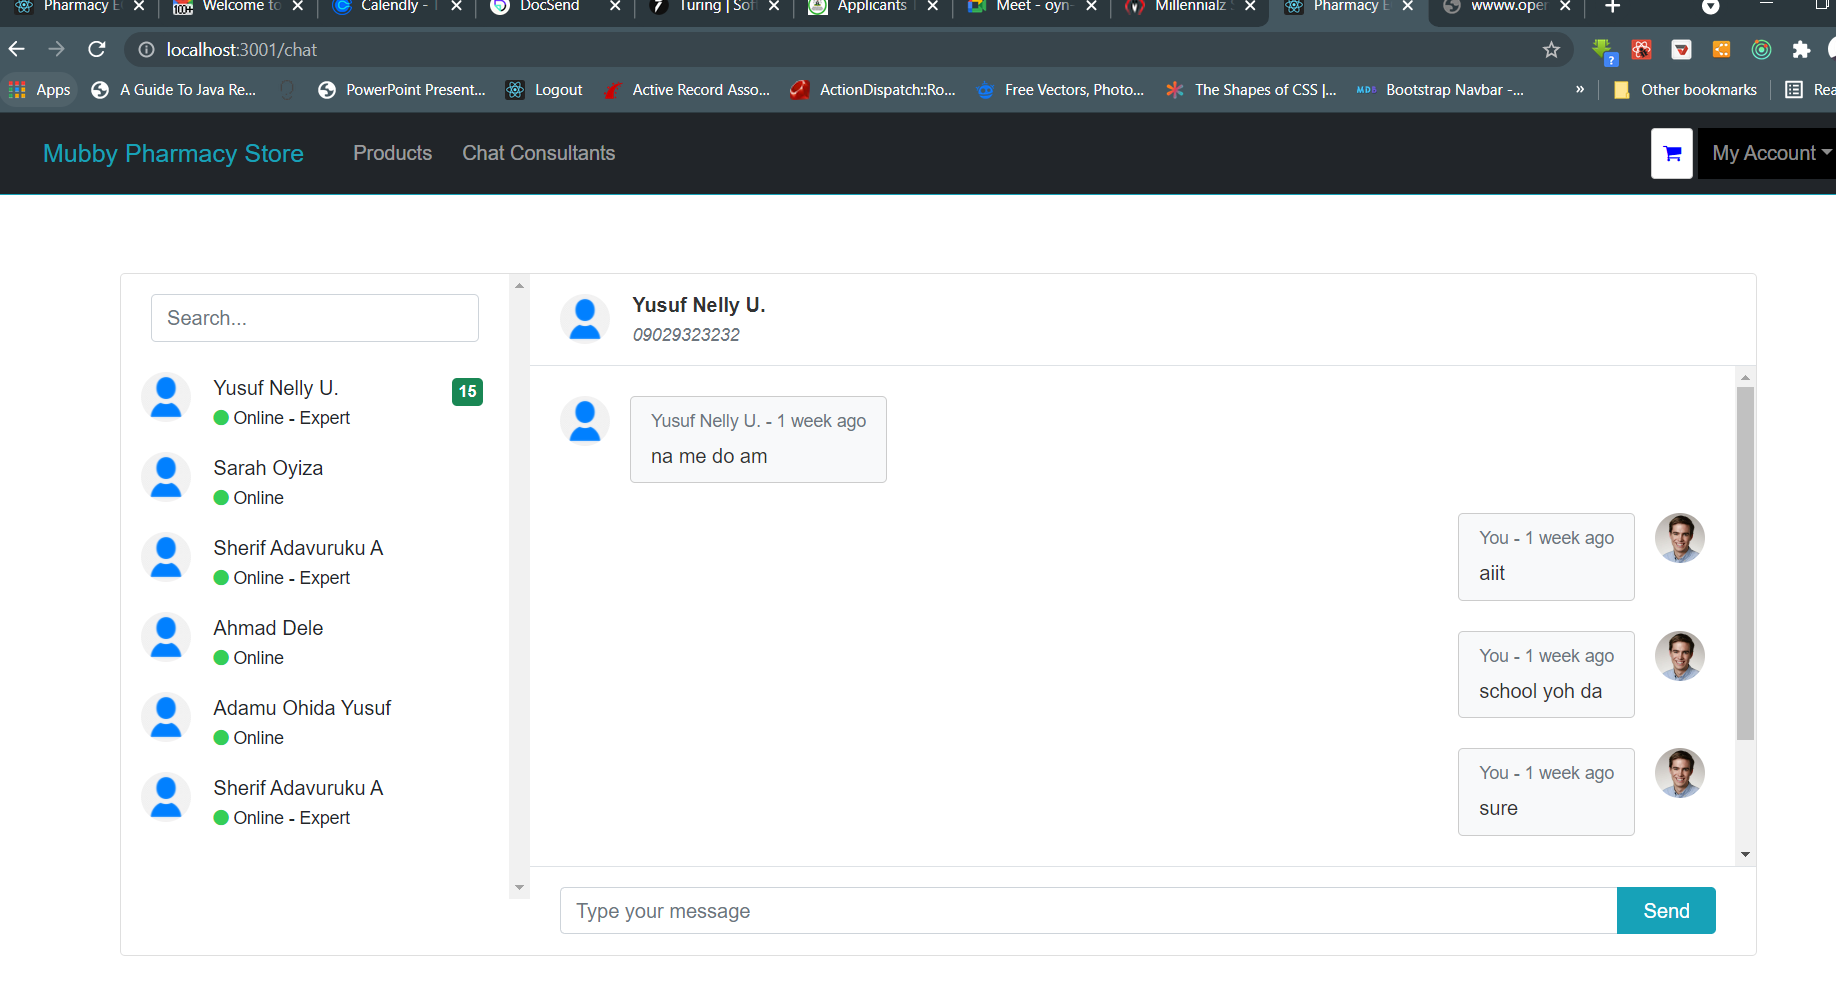 Pharmacy E
Welcome to
Calendly -
DocSend
Turing | Sof
Applicants
Meet - oyn-
Millennialz
Pharmacy E
wwww.oper
localhost:3001/chat
Apps
A Guide To Java Re...
PowerPoint Present...
Logout
Active Record Asso...
ActionDispatch::Ro...
Free Vectors, Photo...
The Shapes of CSS |...
MDB
Bootstrap Navbar -...
»
Other bookmarks
Rea
Mubby Pharmacy Store
Products
Chat Consultants
My Account
Search...
Yusuf Nelly U.
15
Online - Expert
Sarah Oyiza
Online
Sherif Adavuruku A
Online - Expert
Ahmad Dele
Online
Adamu Ohida Yusuf
Online
Sherif Adavuruku A
Online - Expert
Yusuf Nelly U.
09029323232
Yusuf Nelly U. - 1 week ago
na me do am
You - 1 week ago
aiit
You - 1 week ago
school yoh da
You - 1 week ago
sure
Type your message
Send